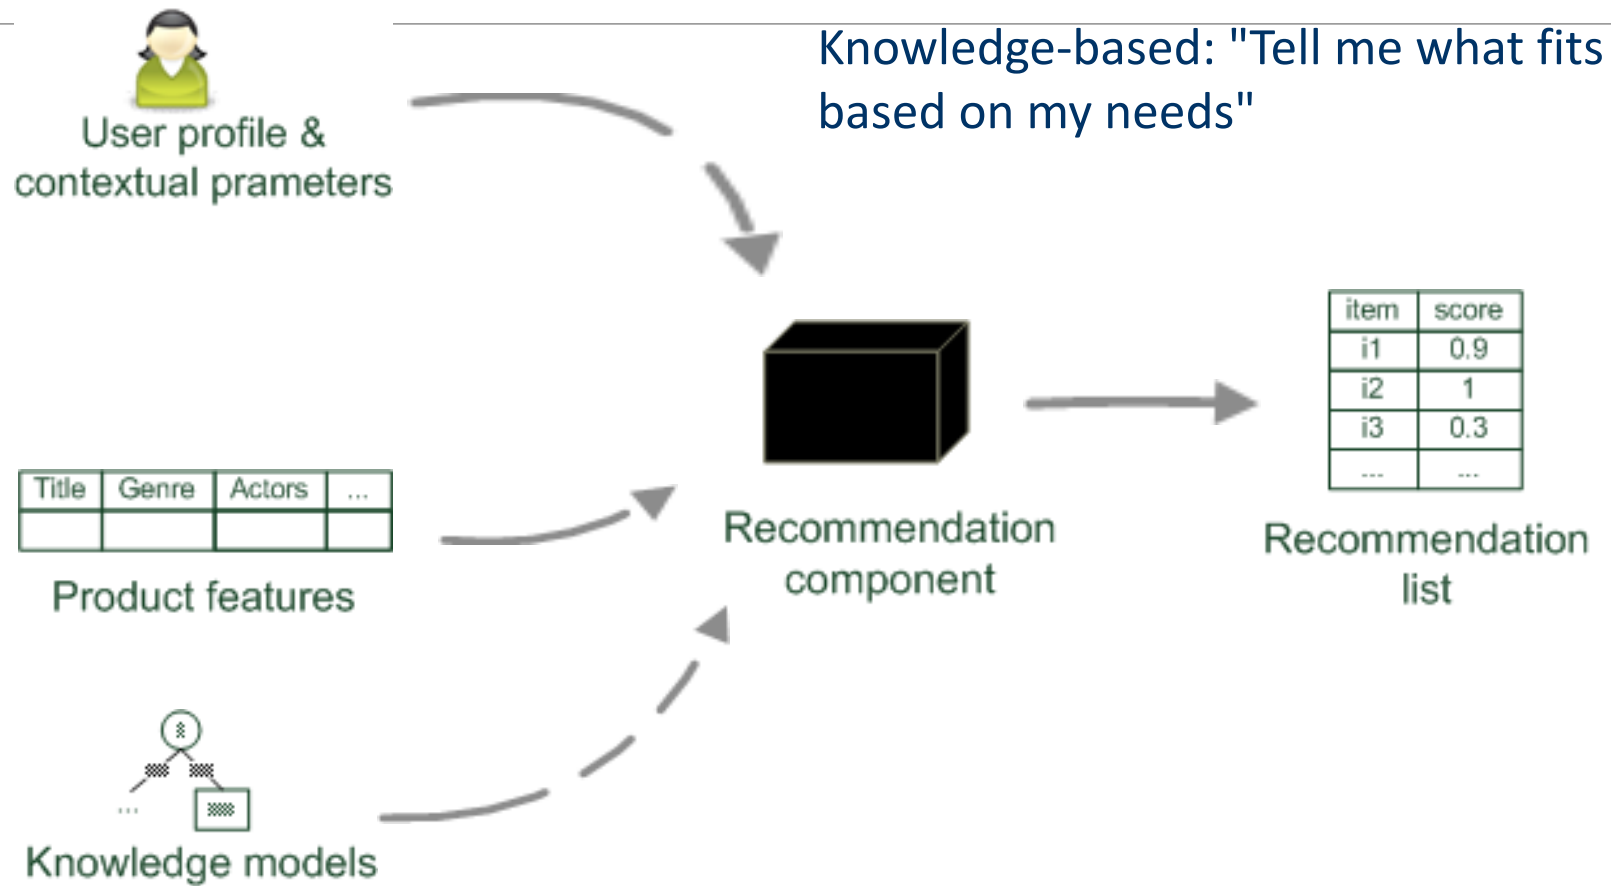 Knowledge-based: "Tell me what fits
based on my needs"
User profile &
contextual prameters
Title Genre Actors ...
Product features
...
Knowledge models
Recommendation
component
item score
i1 0.9
i2 1
i3 0.3
... ...
Recommendation
list